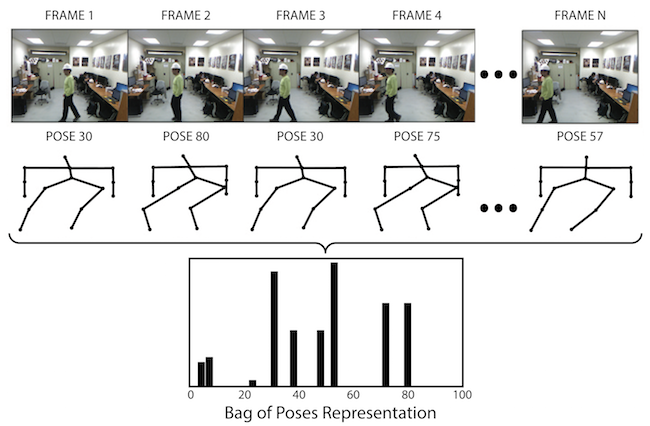 FRAME 1 FRAME 2 FRAME 3 FRAME 4 FRAME N
POSE 30 POSE 80 POSE 30 POSE 75 POSE 57
0 20 40 60 80 100
Bag of Poses Representation